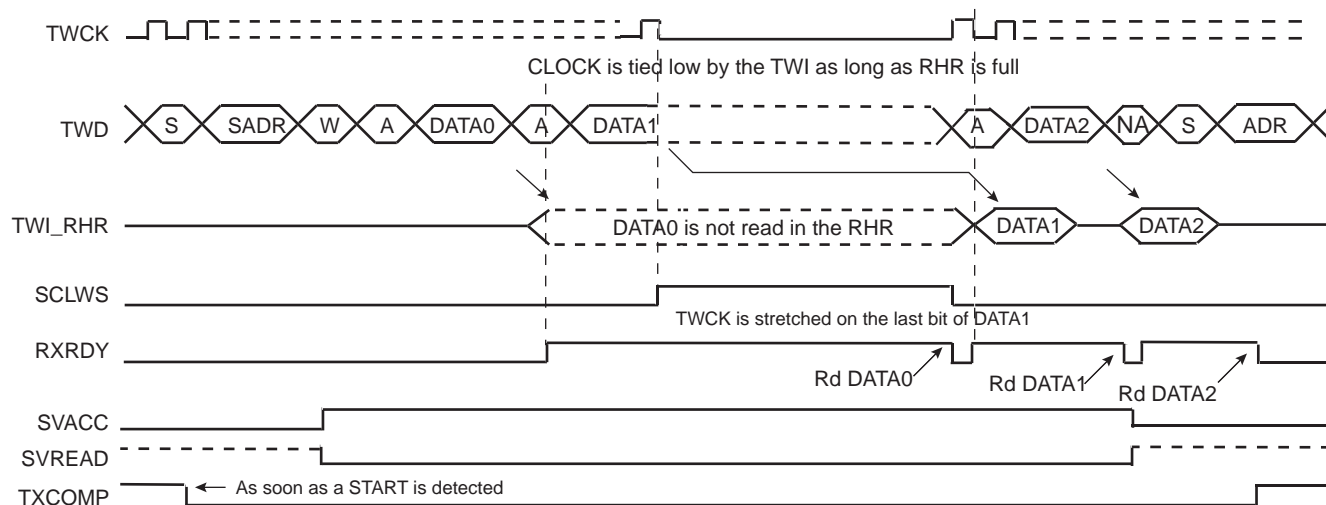 TWCK
CLOCK is tied low by the TWI as long as RHR is full
TWD S SADR W A DATA0 A DATA1 A DATA2 NA S ADR
TWI_RHR DATA0 is not read in the RHR DATA1 DATA2
SCLWS
TWCK is stretched on the last bit of DATA1
RXRDY
Rd DATA0 Rd DATA1 Rd DATA2
SVACC
SVREAD
As soon as a START is detected
TXCOMP